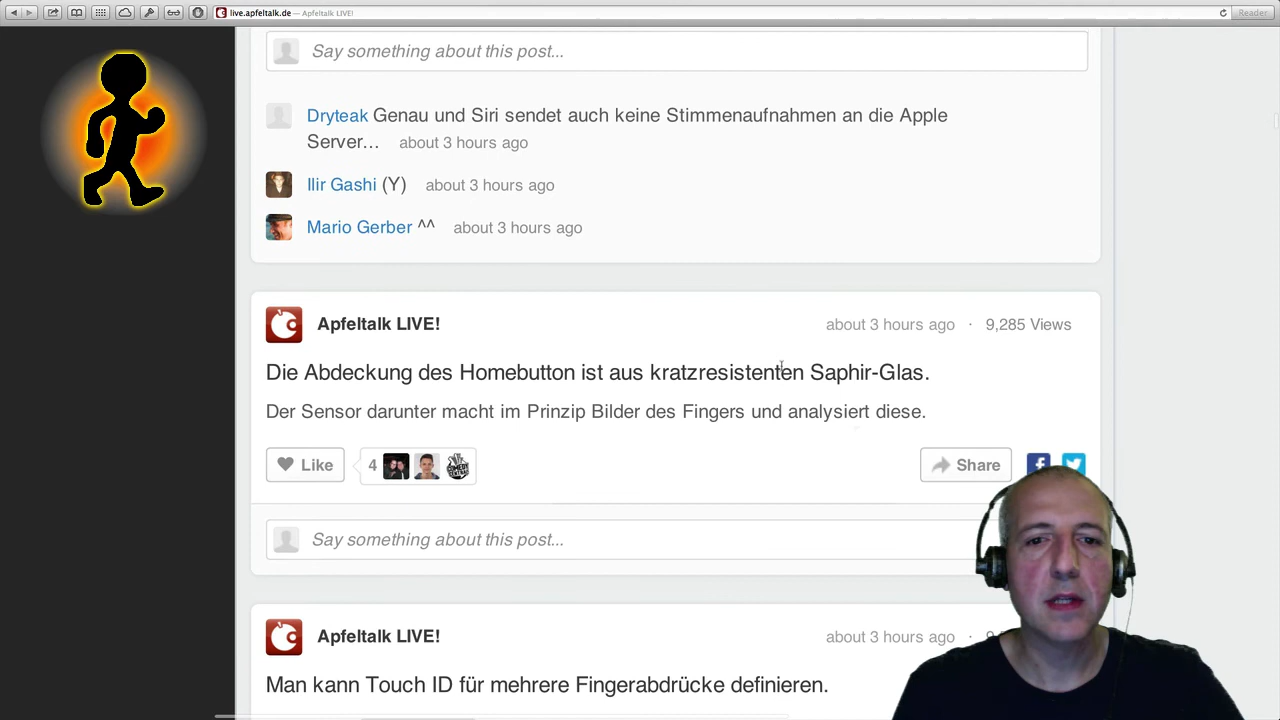 live.apfeltalk.de — Apfeltalk LIVE!
Reader
Say something about this post...
Dryteak Genau und Siri sendet auch keine Stimmenaufnahmen an die Apple
Server... about 3 hours ago
Ilir Gashi (Y) about 3 hours ago
Mario Gerber ^^ about 3 hours ago
Apfeltalk LIVE! about 3 hours ago · 9,285 Views
Die Abdeckung des Homebutton ist aus kratzresistenten Saphir-Glas.
Der Sensor darunter macht im Prinzip Bilder des Fingers und analysiert diese.
Like 4 Share
Say something about this post...
Apfeltalk LIVE! about 3 hours ago ·
Man kann Touch ID für mehrere Fingerabdrücke definieren.